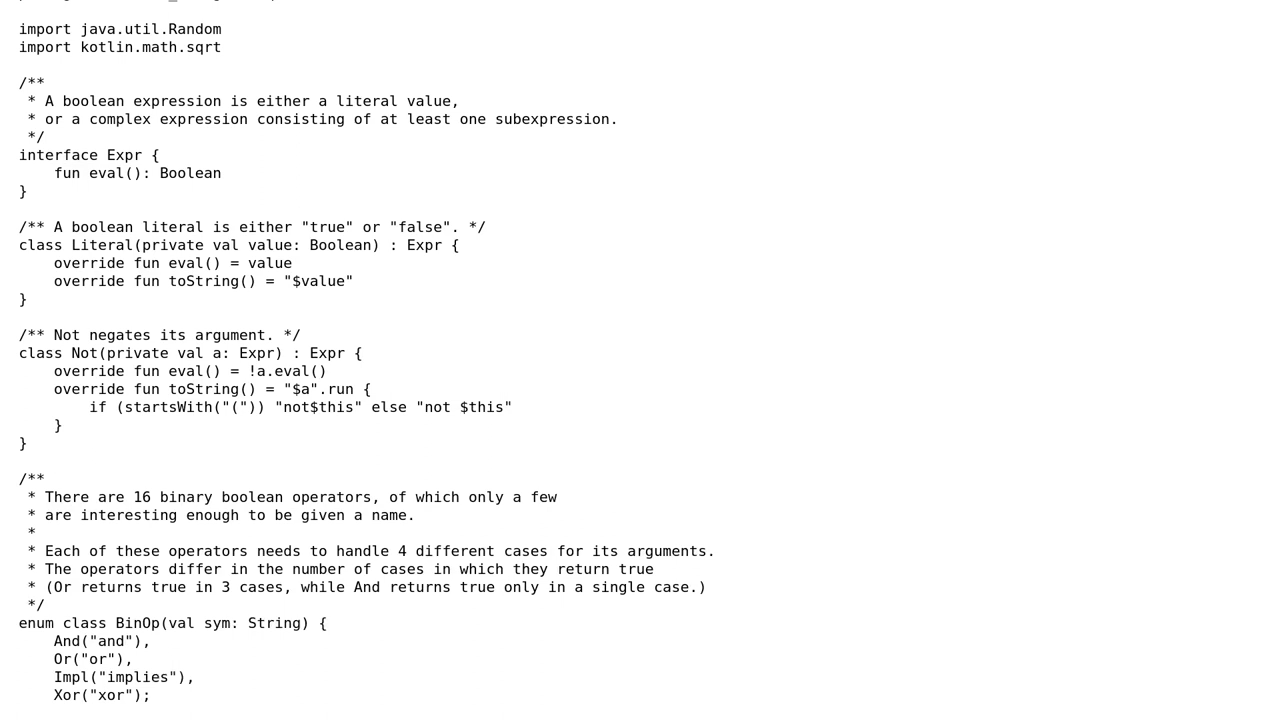 import java.util.Random
import kotlin.math.sqrt

/**
 * A boolean expression is either a literal value,
 * or a complex expression consisting of at least one subexpression.
 */
interface Expr {
    fun eval(): Boolean
}

/** A boolean literal is either "true" or "false". */
class Literal(private val value: Boolean) : Expr {
    override fun eval() = value
    override fun toString() = "$value"
}

/** Not negates its argument. */
class Not(private val a: Expr) : Expr {
    override fun eval() = !a.eval()
    override fun toString() = "$a".run {
        if (startsWith("(")) "not$this" else "not $this"
    }
}

/**
 * There are 16 binary boolean operators, of which only a few
 * are interesting enough to be given a name.
 *
 * Each of these operators needs to handle 4 different cases for its arguments.
 * The operators differ in the number of cases in which they return true
 * (Or returns true in 3 cases, while And returns true only in a single case.)
 */
enum class BinOp(val sym: String) {
    And("and"),
    Or("or"),
    Impl("implies"),
    Xor("xor");